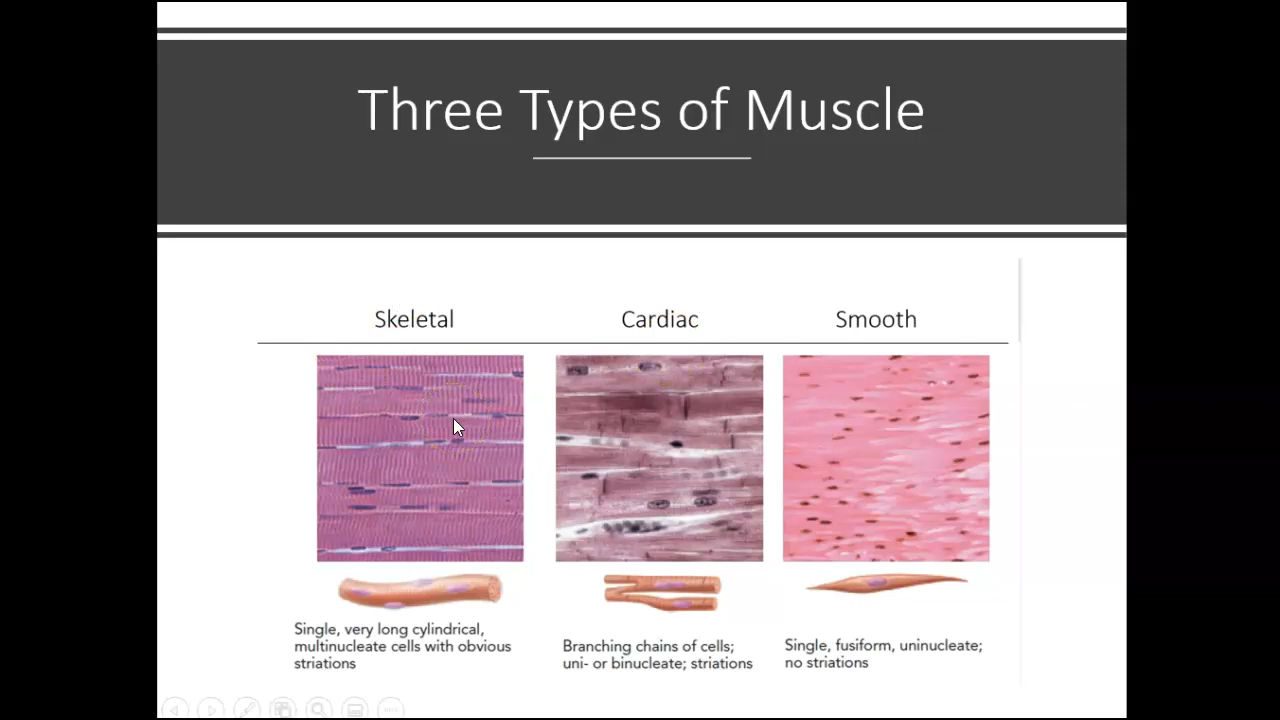 Three Types of Muscle
Skeletal
Cardiac
Smooth
Single, very long cylindrical,
multinucleate cells with obvious
striations
Branching chains of cells;
uni- or binucleate; striations
Single, fusiform, uninucleate;
no striations